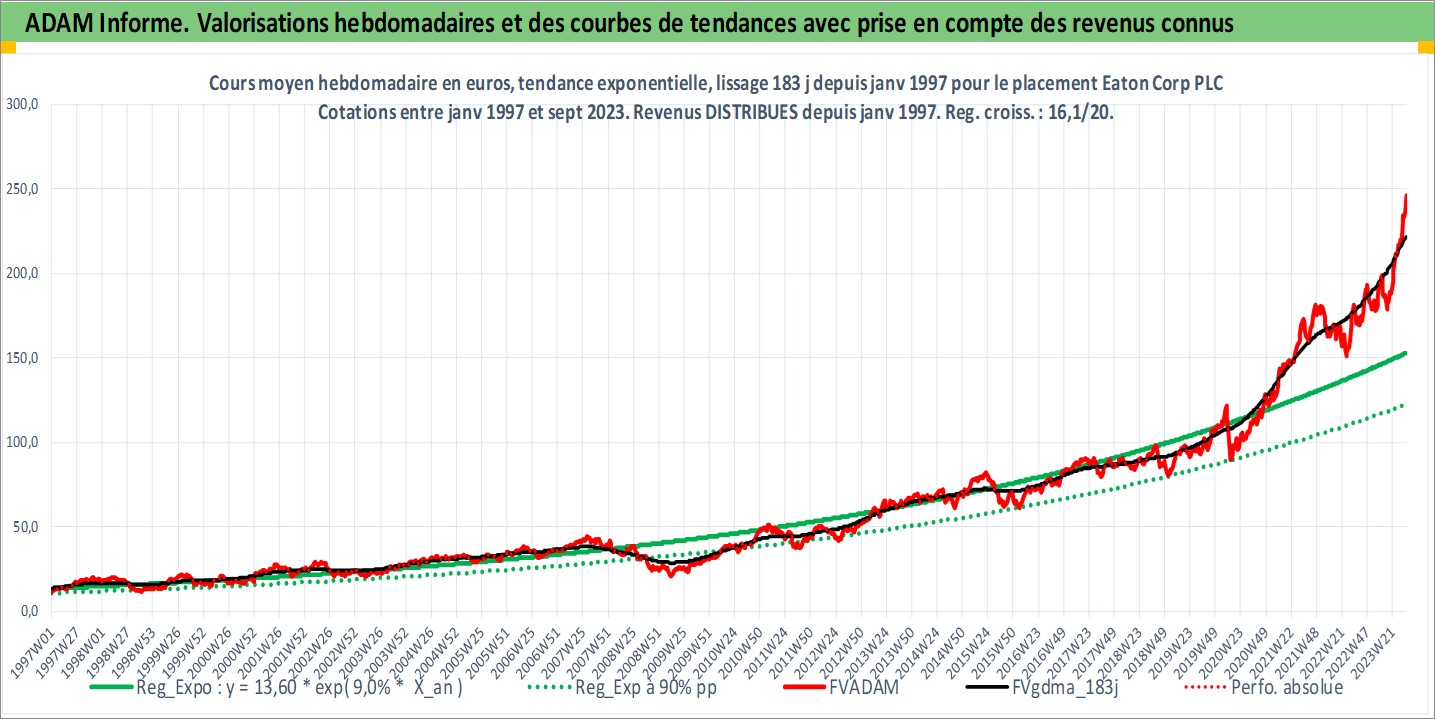 ADAM Informe. Valorisations hebdomadaires et des courbes de tendances avec prise en compte des revenus connus
Cours moyen hebdomadaire en euros, tendance exponentielle, lissage 183 j depuis janv 1997 pour le placement Eaton Corp PLC
Cotations entre janv 1997 et sept 2023. Revenus DISTRIBUES depuis janv 1997. Reg. croiss. : 16,1/20.
300,0
250,0
200,0
150,0
100,0
50,0
0,0
1997W01
1997W27
1998W01
1998W27
1998W53
1999W26
1999W52
2000W26
2000W52
2001W26
2001W52
2002W26
2002W52
2003W26
2003W52
2004W26
2004W52
2005W25
2005W51
2006W25
2006W51
2007W25
2007W51
2008W25
2008W51
2009W25
2009W51
2010W24
2010W50
2011W24
2011W50
2012W24
2012W50
2013W24
2013W50
2014W24
2014W50
2015W24
2015W50
2016W23
2016W49
2017W23
2017W49
2018W23
2018W49
2019W23
2019W49
2020W23
2020W49
2021W22
2021W48
2022W21
2022W47
2023W21
Reg_Expo : y = 13,60 * exp( 9,0% * X_an )
Reg_Exp à 90% pp
FVADAM
FVgdma_183j
Perfo. absolue